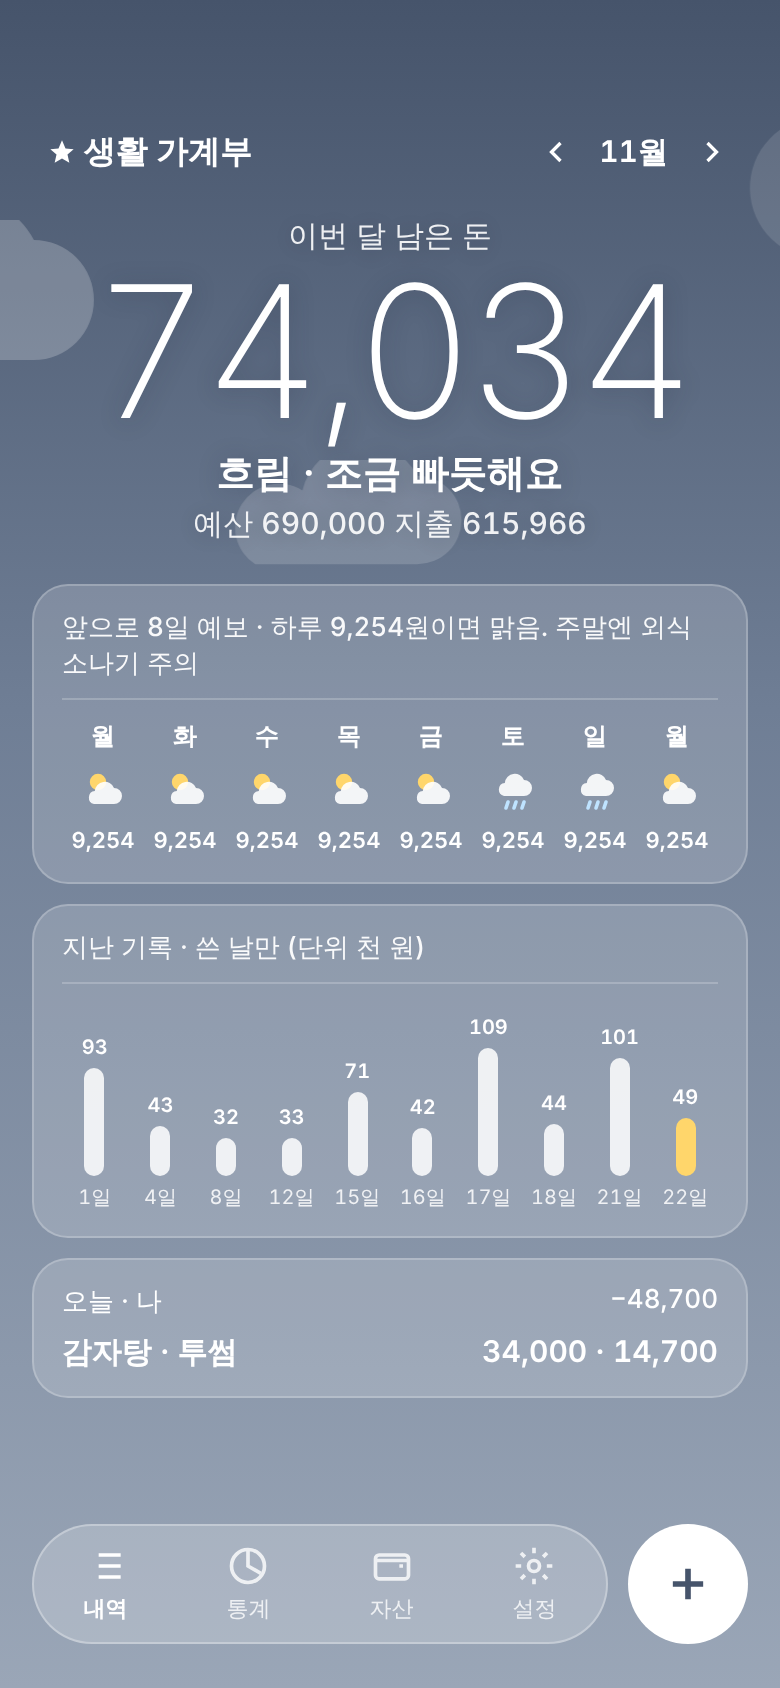 생활 가계부
11월
이번 달 남은 돈
74,034
흐림 · 조금 빠듯해요
예산 690,000 지출 615,966
앞으로 8일 예보 · 하루 9,254원이면 맑음. 주말엔 외식
소나기 주의
월 화 수 목 금 토 일 월
9,254 9,254 9,254 9,254 9,254 9,254 9,254 9,254
지난 기록 · 쓴 날만 (단위 천 원)
93 43 32 33 71 42 109 44 101 49
1일 4일 8일 12일 15일 16일 17일 18일 21일 22일
오늘 · 나 −48,700
감자탕 · 투썸 34,000 · 14,700
내역 통계 자산 설정